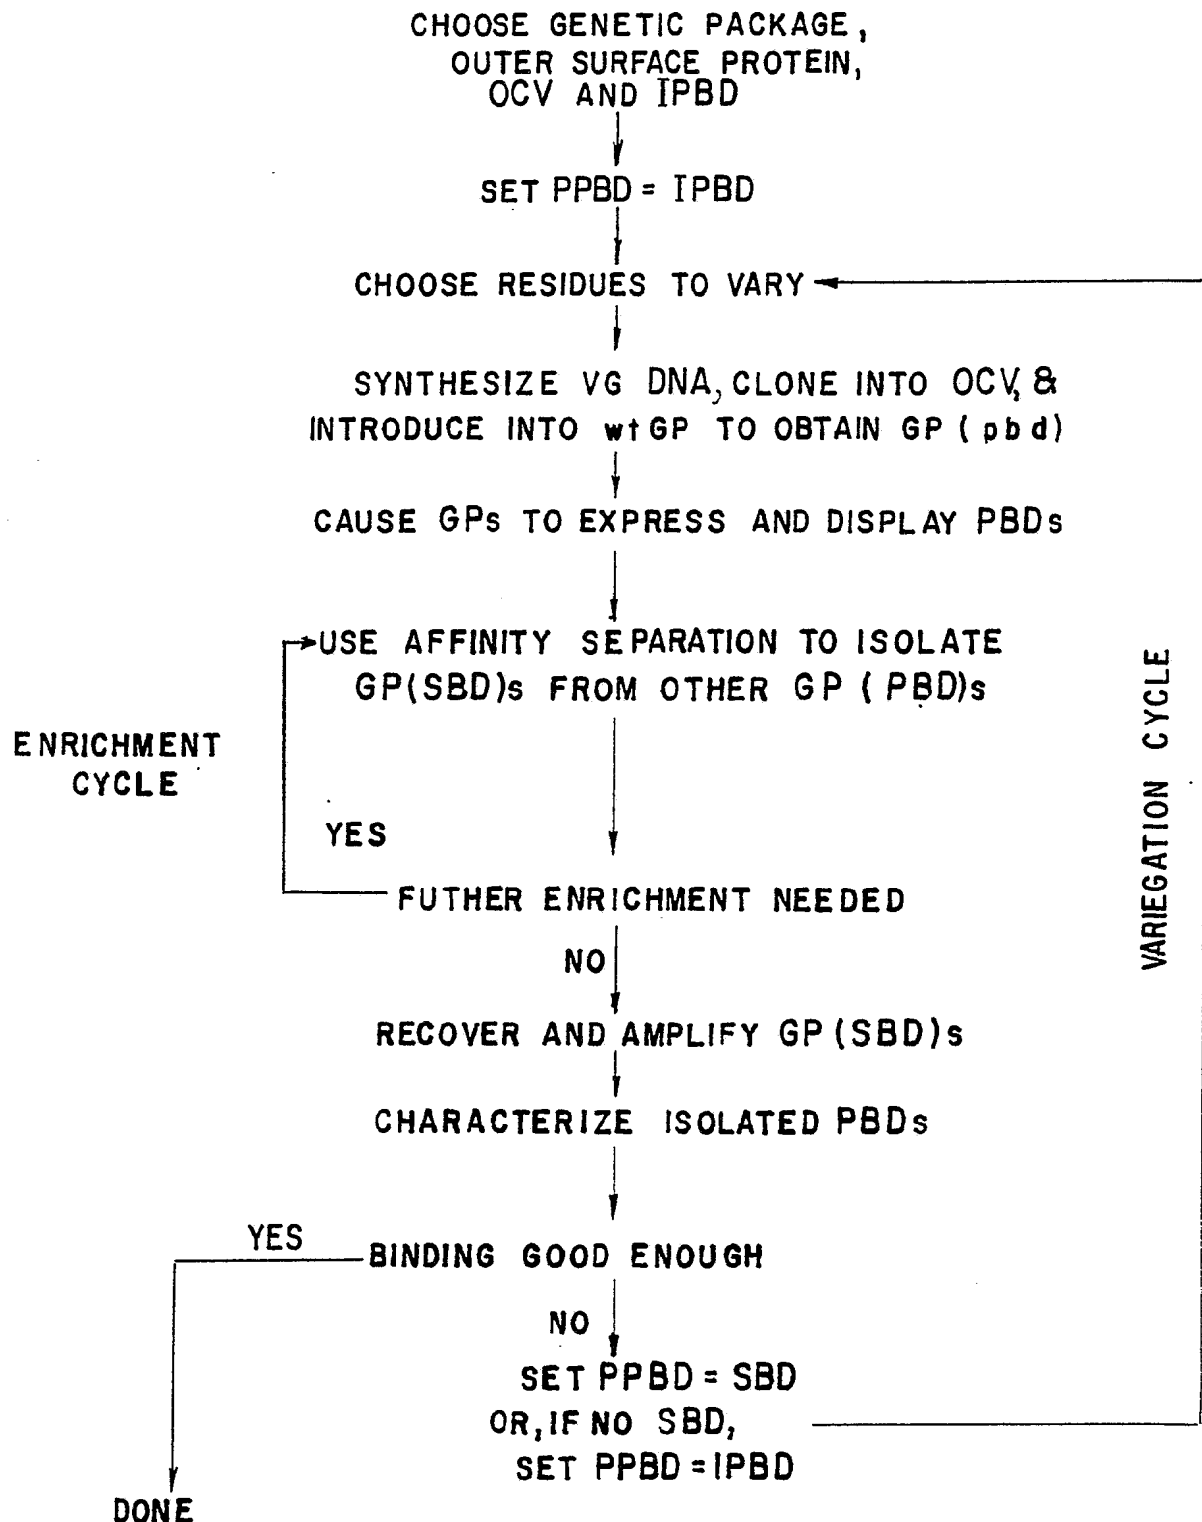 CHOOSE GENETIC PACKAGE,
OUTER SURFACE PROTEIN,
OCV AND IPBD
SET PPBD = IPBD
CHOOSE RESIDUES TO VARY
SYNTHESIZE VG DNA, CLONE INTO OCV, &
INTRODUCE INTO wtGP TO OBTAIN GP (pbd)
CAUSE GPs TO EXPRESS AND DISPLAY PBDs
USE AFFINITY SEPARATION TO ISOLATE
GP(SBD)s FROM OTHER GP (PBD)s
ENRICHMENT
CYCLE
VARIEGATION CYCLE
YES
FUTHER ENRICHMENT NEEDED
NO
RECOVER AND AMPLIFY GP (SBD)s
CHARACTERIZE ISOLATED PBDs
YES
BINDING GOOD ENOUGH
NO
SET PPBD = SBD
OR, IF NO SBD,
SET PPBD = IPBD
DONE